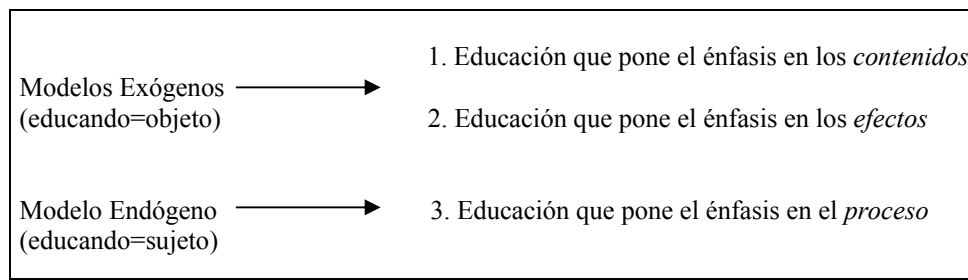 1. Educación que pone el énfasis en los contenidos
Modelos Exógenos
(educando=objeto)
2. Educación que pone el énfasis en los efectos
Modelo Endógeno
3. Educación que pone el énfasis en el proceso
(educando=sujeto)